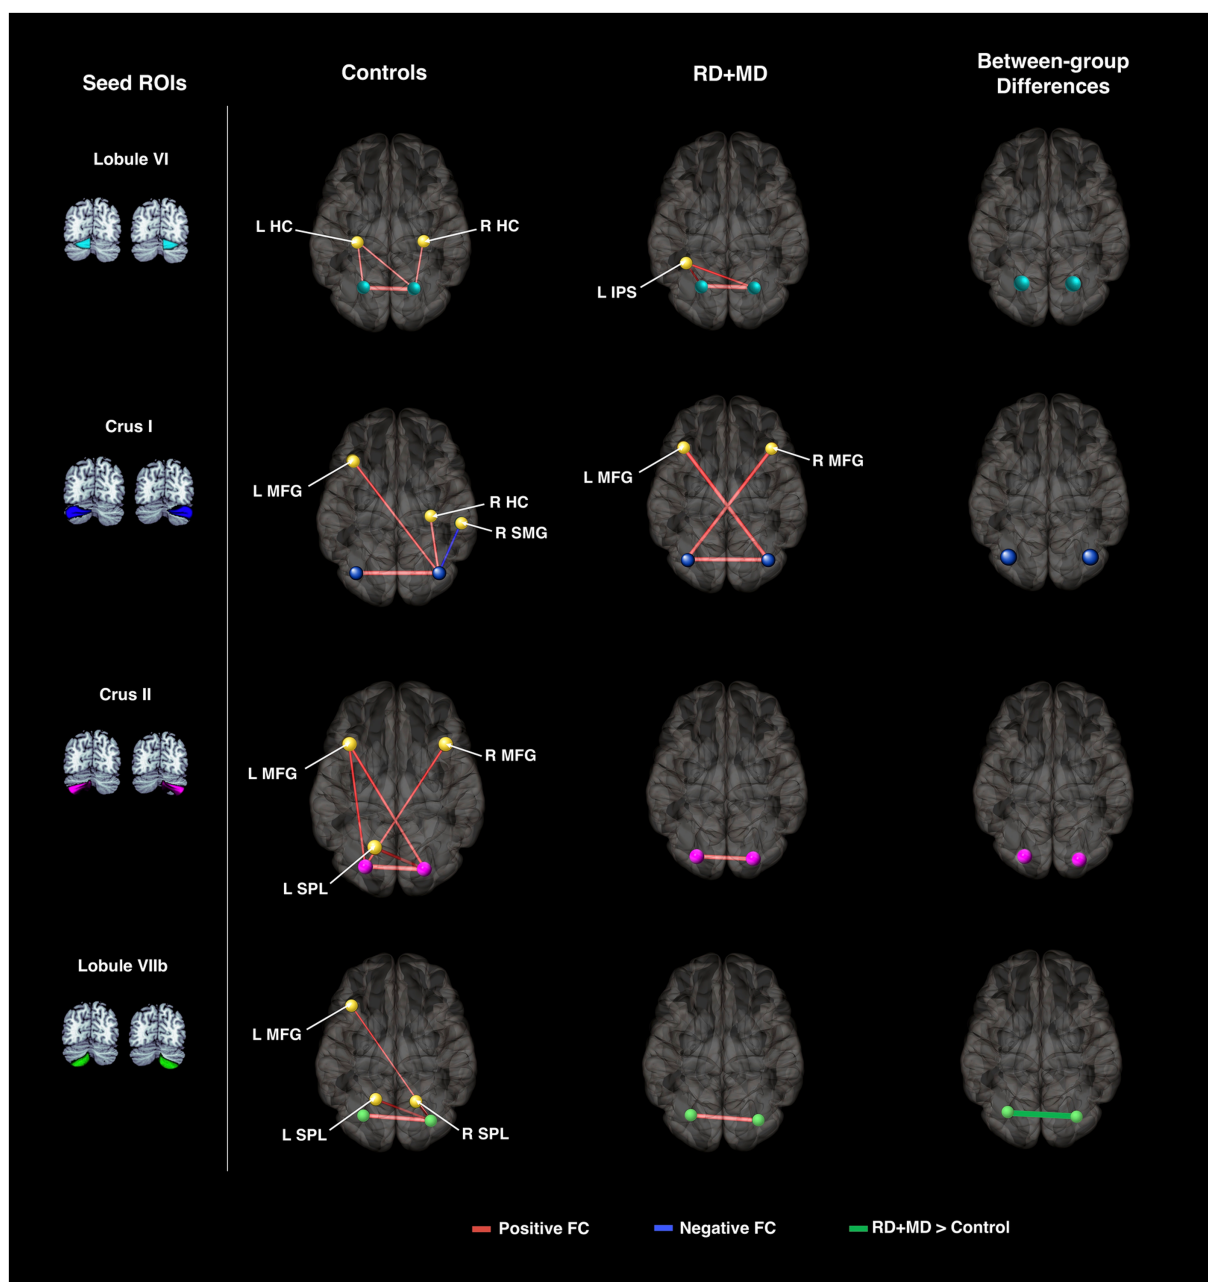 Seed ROIs
Controls
RD+MD
Between-group
Differences
Lobule VI
L HC
R HC
L IPS
Crus I
L MFG
R HC
R SMG
L MFG
R MFG
Crus II
L MFG
R MFG
L SPL
Lobule VIIb
L MFG
L SPL
R SPL
Positive FC
Negative FC
RD+MD > Control